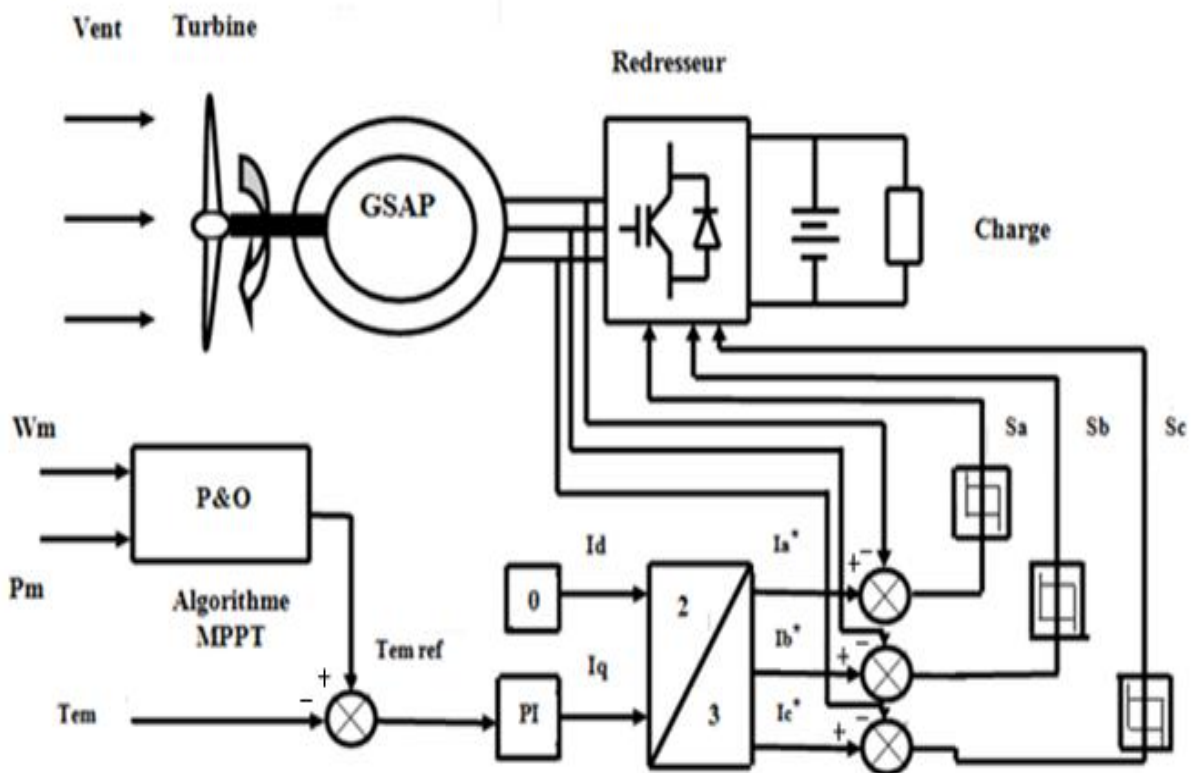 Vent
Turbine
Redresseur
GSAP
Charge
Wm
Sa
Sb
Sc
P&O
Id
Ia*
Pm
Algorithme
MPPT
0
2
Tem ref
Iq
Ib*
+
-
+
-
Tem
-
+
PI
3
Ic*
+
-